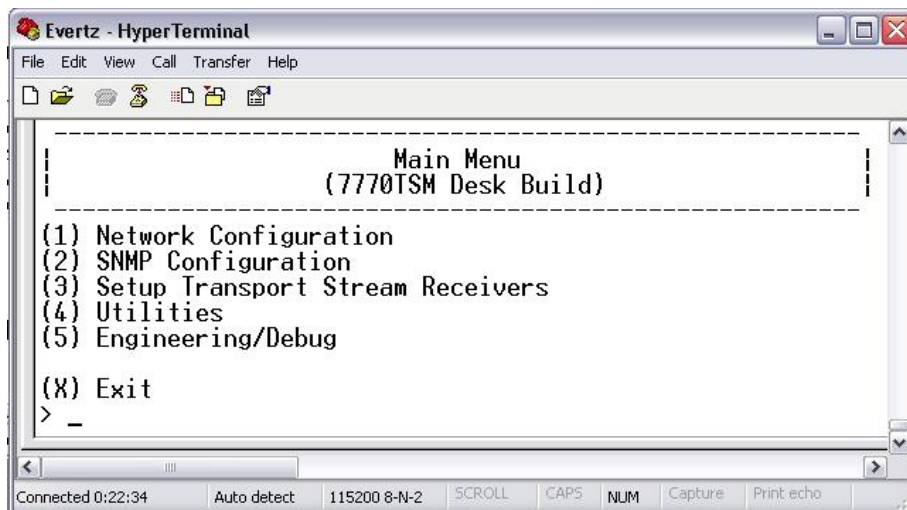 Evertz - HyperTerminal
File Edit View Call Transfer Help
Main Menu
(7770TSM Desk Build)
(1) Network Configuration
(2) SNMP Configuration
(3) Setup Transport Stream Receivers
(4) Utilities
(5) Engineering/Debug
(X) Exit
> _
Connected 0:22:34 Auto detect 115200 8-N-2 SCROLL CAPS NUM Capture Print echo